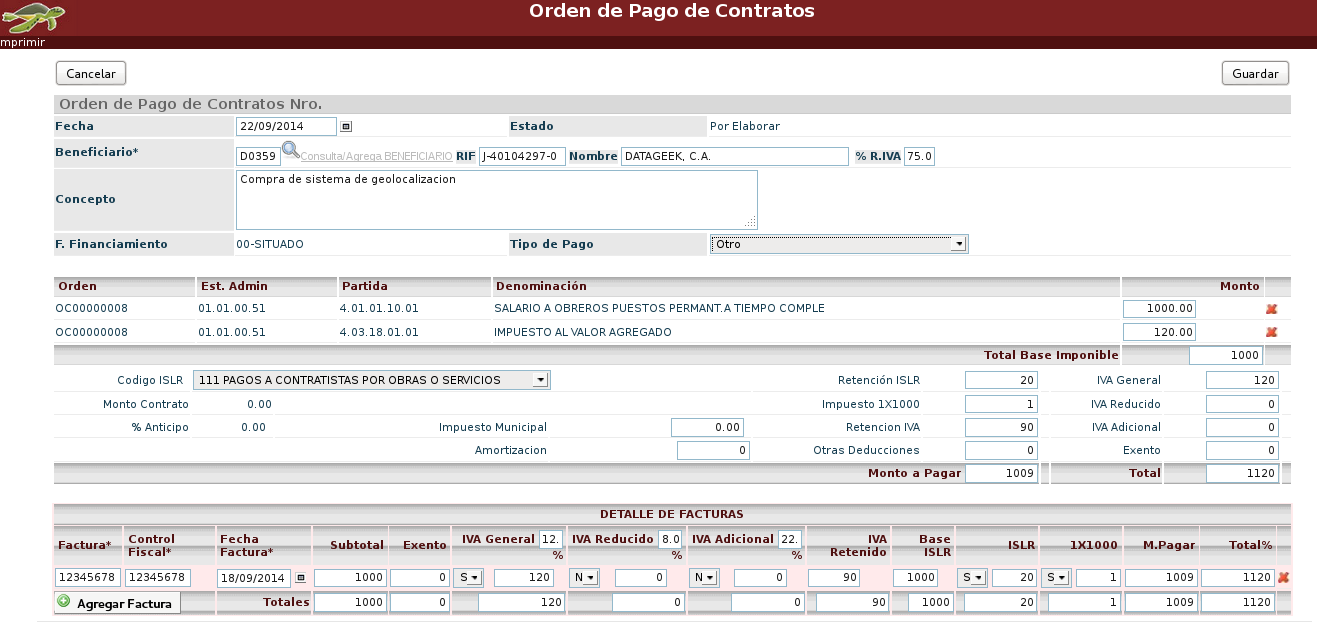 Orden de Pago de Contratos
mprimir
Cancelar Guardar
Orden de Pago de Contratos Nro.
Fecha 22/09/2014 Estado Por Elaborar
Beneficiario* D0359 Consulta/Agrega BENEFICIARIO RIF J-40104297-0 Nombre DATAGEEK, C.A. % R.IVA 75.0
Concepto Compra de sistema de geolocalizacion
F. Financiamiento 00-SITUADO Tipo de Pago Otro
Orden Est. Admin Partida Denominación Monto
OC00000008 01.01.00.51 4.01.01.10.01 SALARIO A OBREROS PUESTOS PERMANT.A TIEMPO COMPLE 1000.00
OC00000008 01.01.00.51 4.03.18.01.01 IMPUESTO AL VALOR AGREGADO 120.00
Total Base Imponible 1000
Codigo ISLR 111 PAGOS A CONTRATISTAS POR OBRAS O SERVICIOS Retención ISLR 20 IVA General 120
Monto Contrato 0.00 Impuesto 1X1000 1 IVA Reducido 0
% Anticipo 0.00 Impuesto Municipal 0.00 Retencion IVA 90 IVA Adicional 0
Amortizacion 0 Otras Deducciones 0 Exento 0
Monto a Pagar 1009 Total 1120
DETALLE DE FACTURAS
Factura* Control Fiscal* Fecha Factura* Subtotal Exento IVA General 12. % IVA Reducido 8.0 % IVA Adicional 22. % IVA Retenido Base ISLR ISLR 1X1000 M.Pagar Total%
12345678 12345678 18/09/2014 1000 0 S 120 N 0 N 0 90 1000 S 20 S 1 1009 1120
Agregar Factura Totales 1000 0 120 0 0 90 1000 20 1 1009 1120